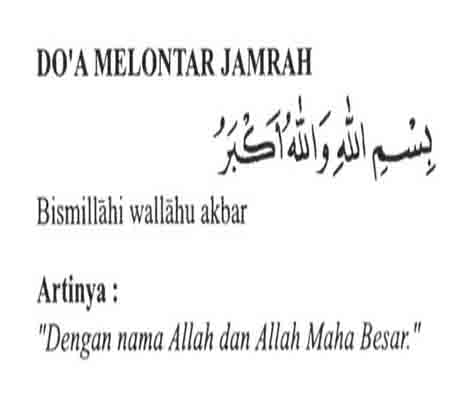 DO'A MELONTAR JAMRAH
بِسْمِ اللهِ وَاللهُ أَكْبَرُ
Bismillāhi wallāhu akbar
Artinya :
"Dengan nama Allah dan Allah Maha Besar."